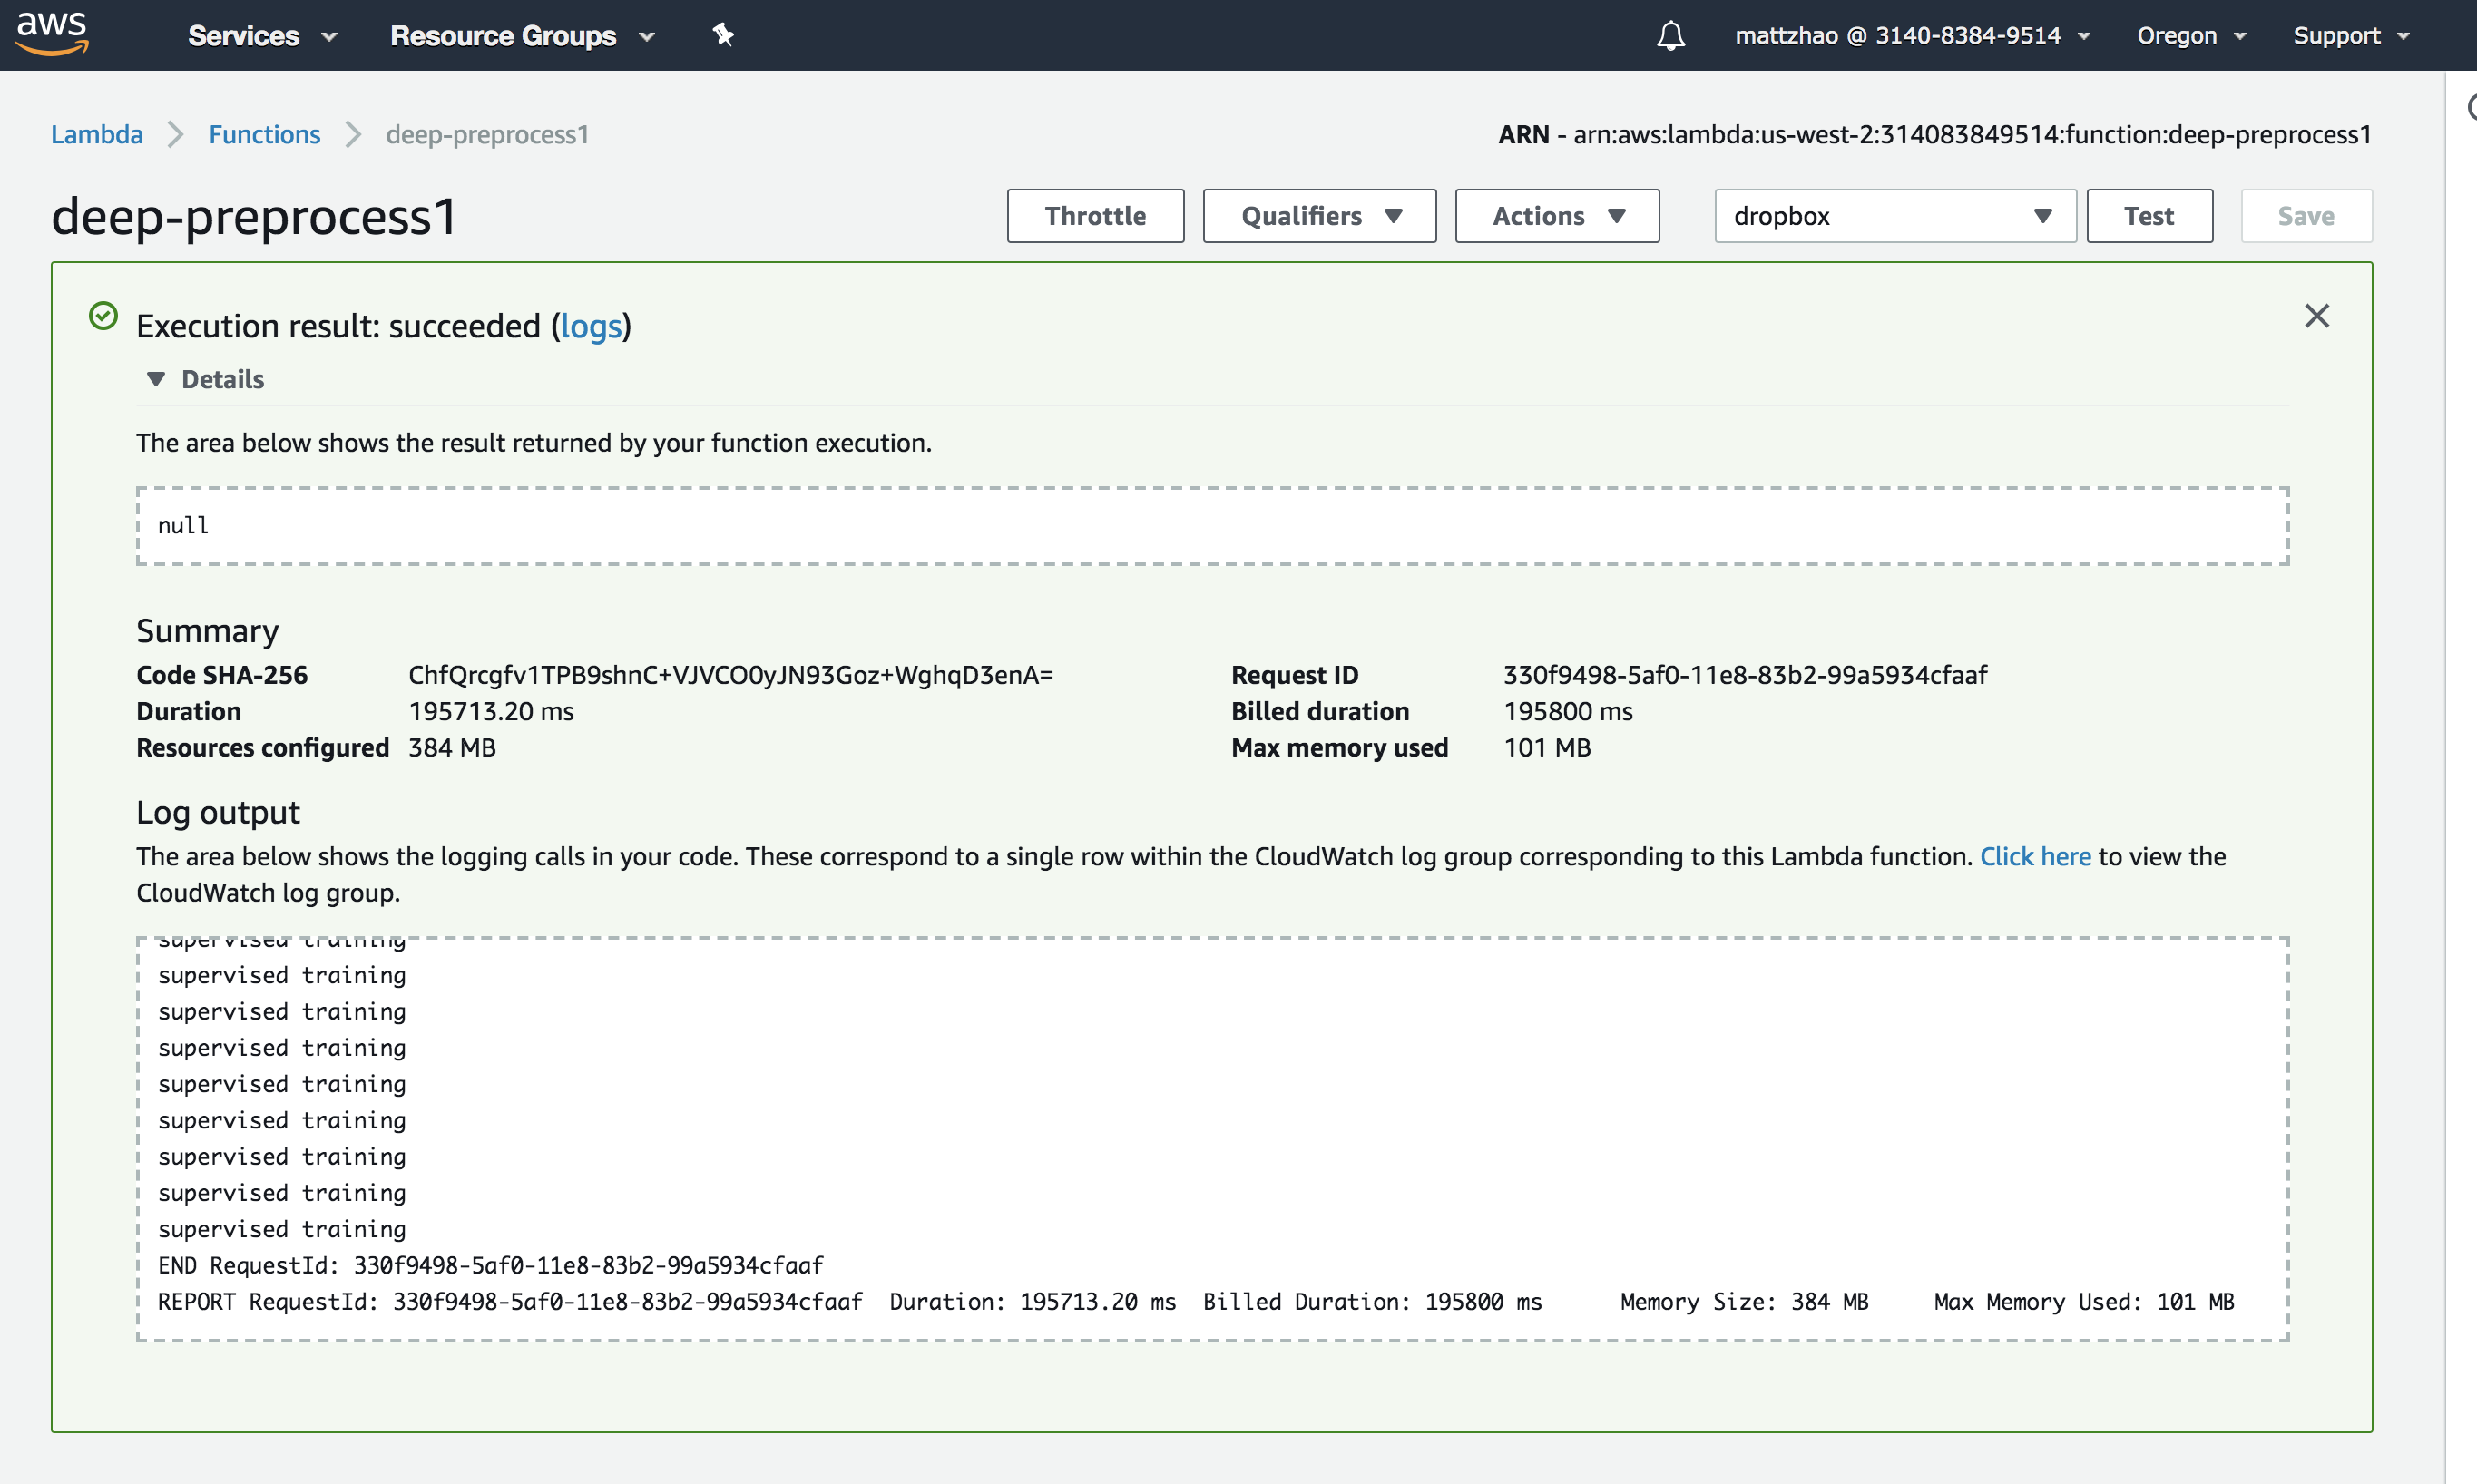 aws Services Resource Groups mattzhao @ 3140-8384-9514 Oregon Support
Lambda Functions deep-preprocess1 ARN - arn:aws:lambda:us-west-2:314083849514:function:deep-preprocess1
deep-preprocess1 Throttle Qualifiers Actions dropbox Test Save
Execution result: succeeded (logs)
Details
The area below shows the result returned by your function execution.
null
Summary
Code SHA-256 ChfQrcgfv1TPB9shnC+VJVCO0yJN93Goz+WghqD3enA= Request ID 330f9498-5af0-11e8-83b2-99a5934cfaaf
Duration 195713.20 ms Billed duration 195800 ms
Resources configured 384 MB Max memory used 101 MB
Log output
The area below shows the logging calls in your code. These correspond to a single row within the CloudWatch log group corresponding to this Lambda function. Click here to view the
CloudWatch log group.
supervised training
supervised training
supervised training
supervised training
supervised training
supervised training
supervised training
supervised training
supervised training
END RequestId: 330f9498-5af0-11e8-83b2-99a5934cfaaf
REPORT RequestId: 330f9498-5af0-11e8-83b2-99a5934cfaaf Duration: 195713.20 ms Billed Duration: 195800 ms Memory Size: 384 MB Max Memory Used: 101 MB